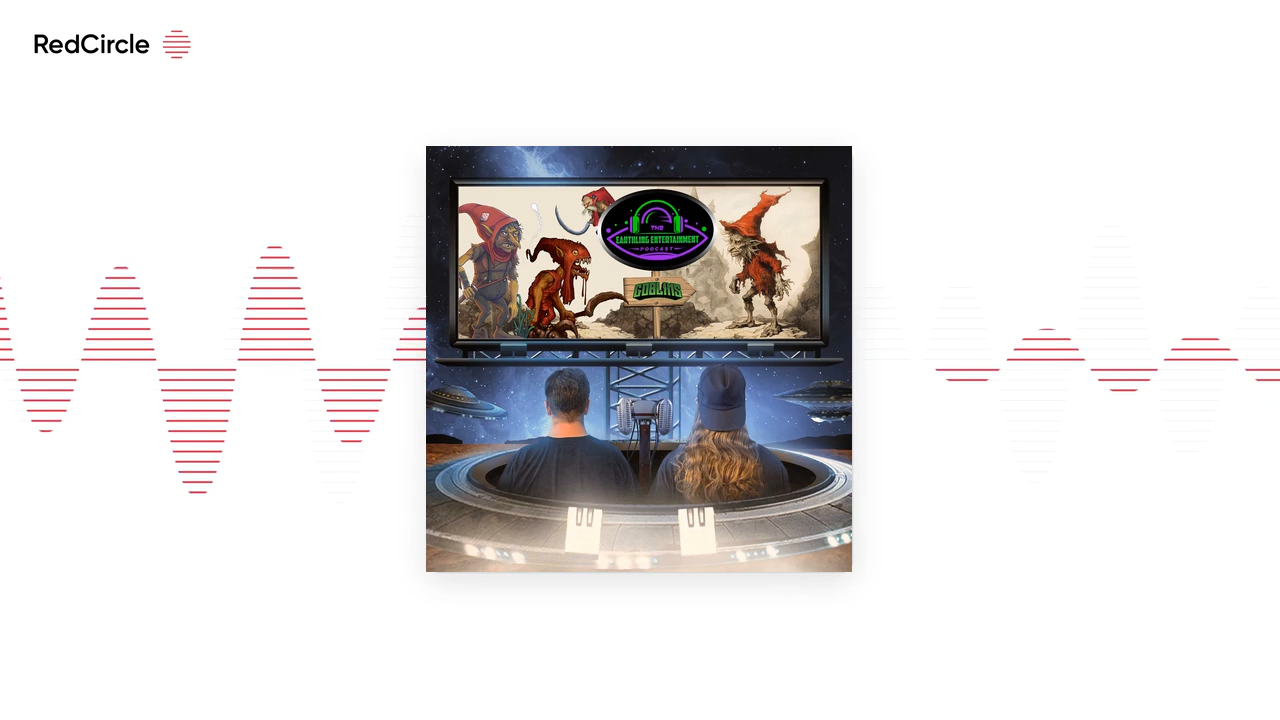 RedCircle
THE
EARTHLING ENTERTAINMENT
PODCAST
GOBLINS